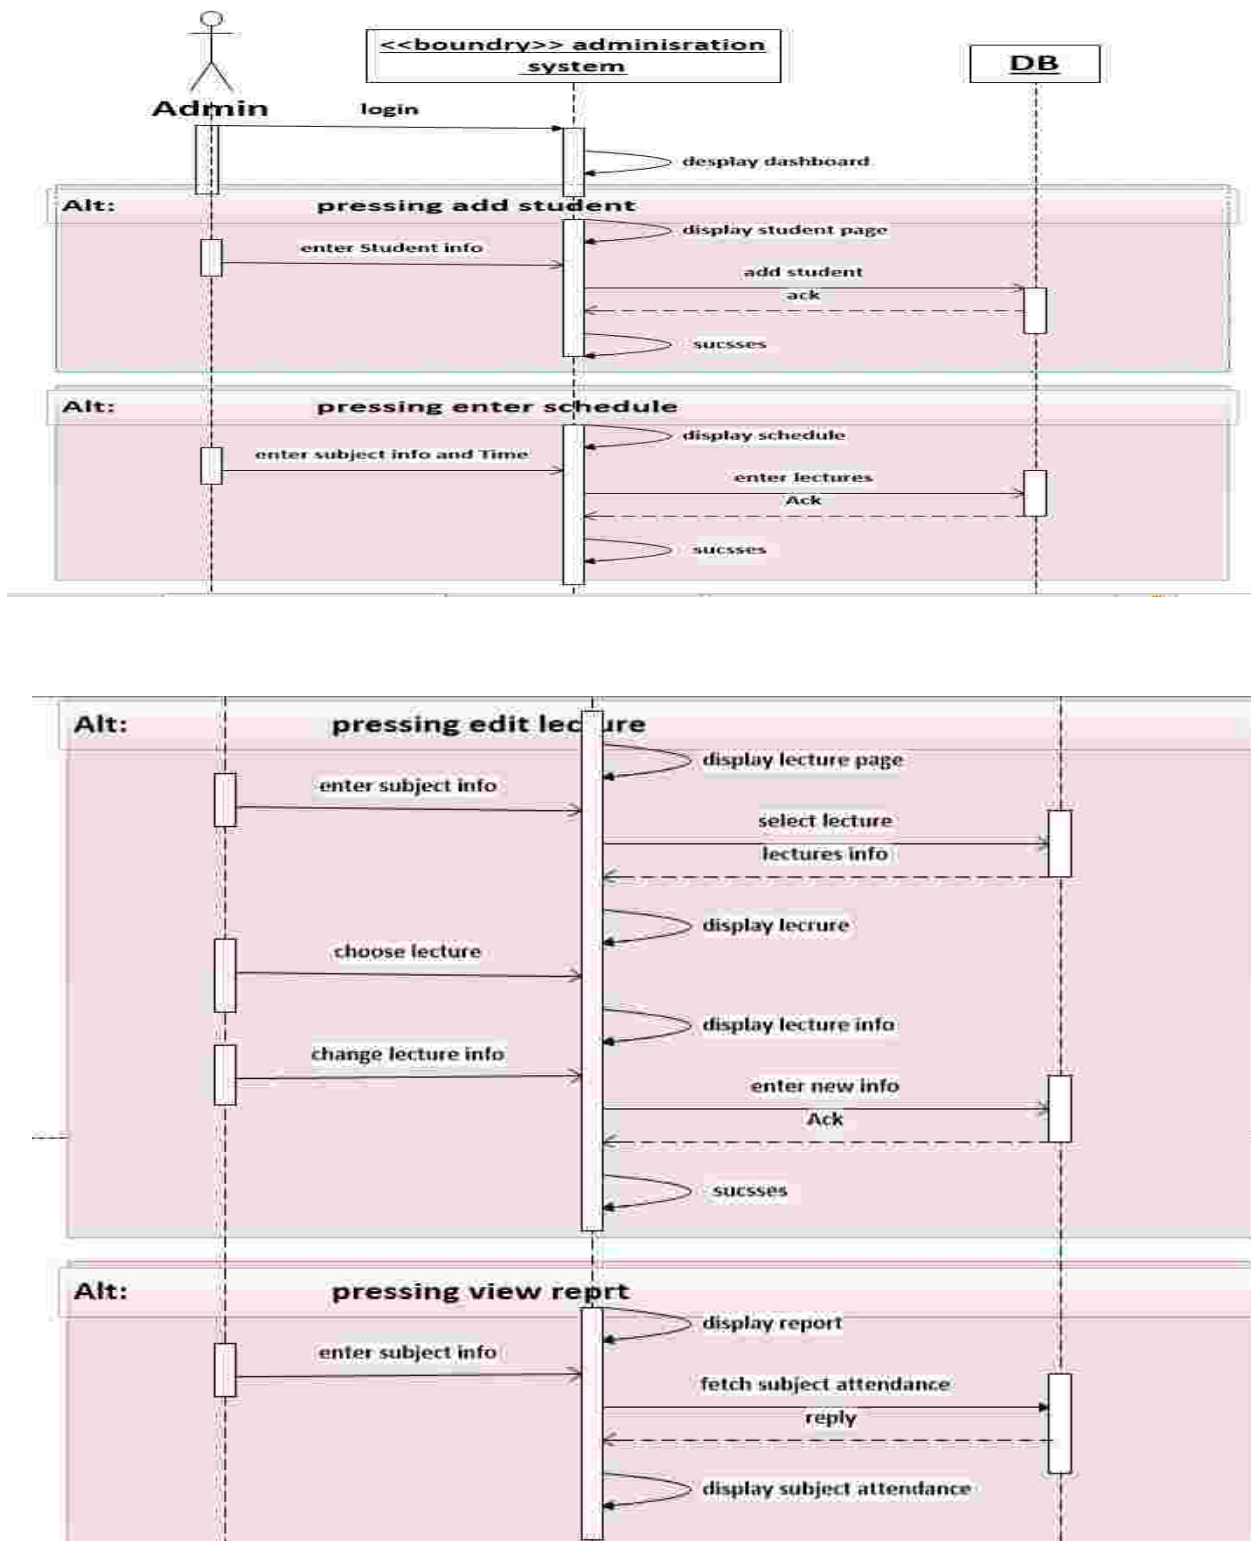 <<boundry>> adminisration
system
DB
Admin
login
desplay dashboard
Alt: pressing add student
display student page
enter Student info
add student
ack
sucsses
Alt: pressing enter schedule
display schedule
enter subject info and Time
enter lectures
Ack
sucsses
Alt: pressing edit lecture
display lecture page
enter subject info
select lecture
lectures info
display lecrure
choose lecture
display lecture info
change lecture info
enter new info
Ack
sucsses
Alt: pressing view reprt
display report
enter subject info
fetch subject attendance
reply
display subject attendance